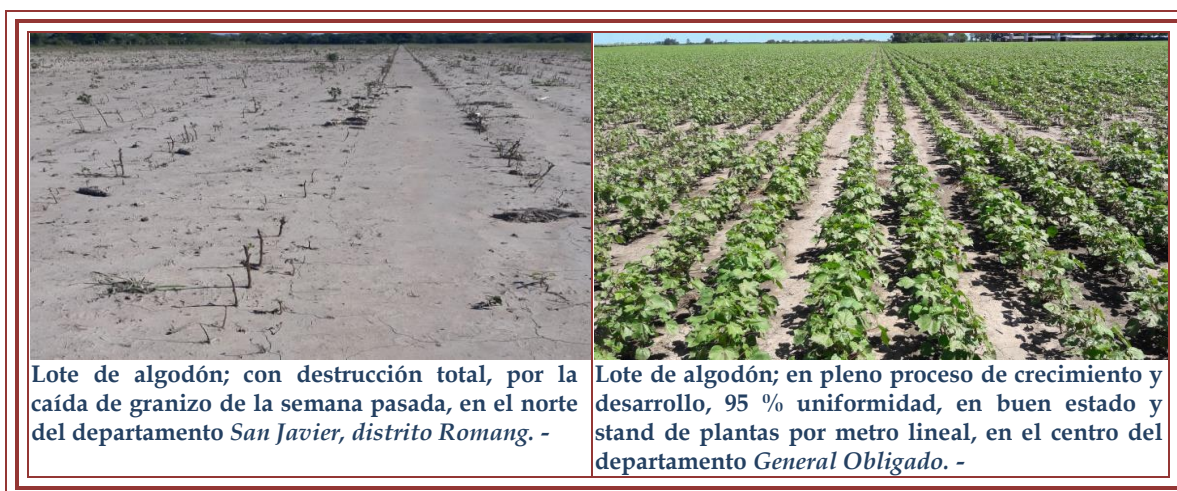 Lote de algodón; con destrucción total, por la
caída de granizo de la semana pasada, en el norte
del departamento San Javier, distrito Romang. -
Lote de algodón; en pleno proceso de crecimiento y
desarrollo, 95 % uniformidad, en buen estado y
stand de plantas por metro lineal, en el centro del
departamento General Obligado. -